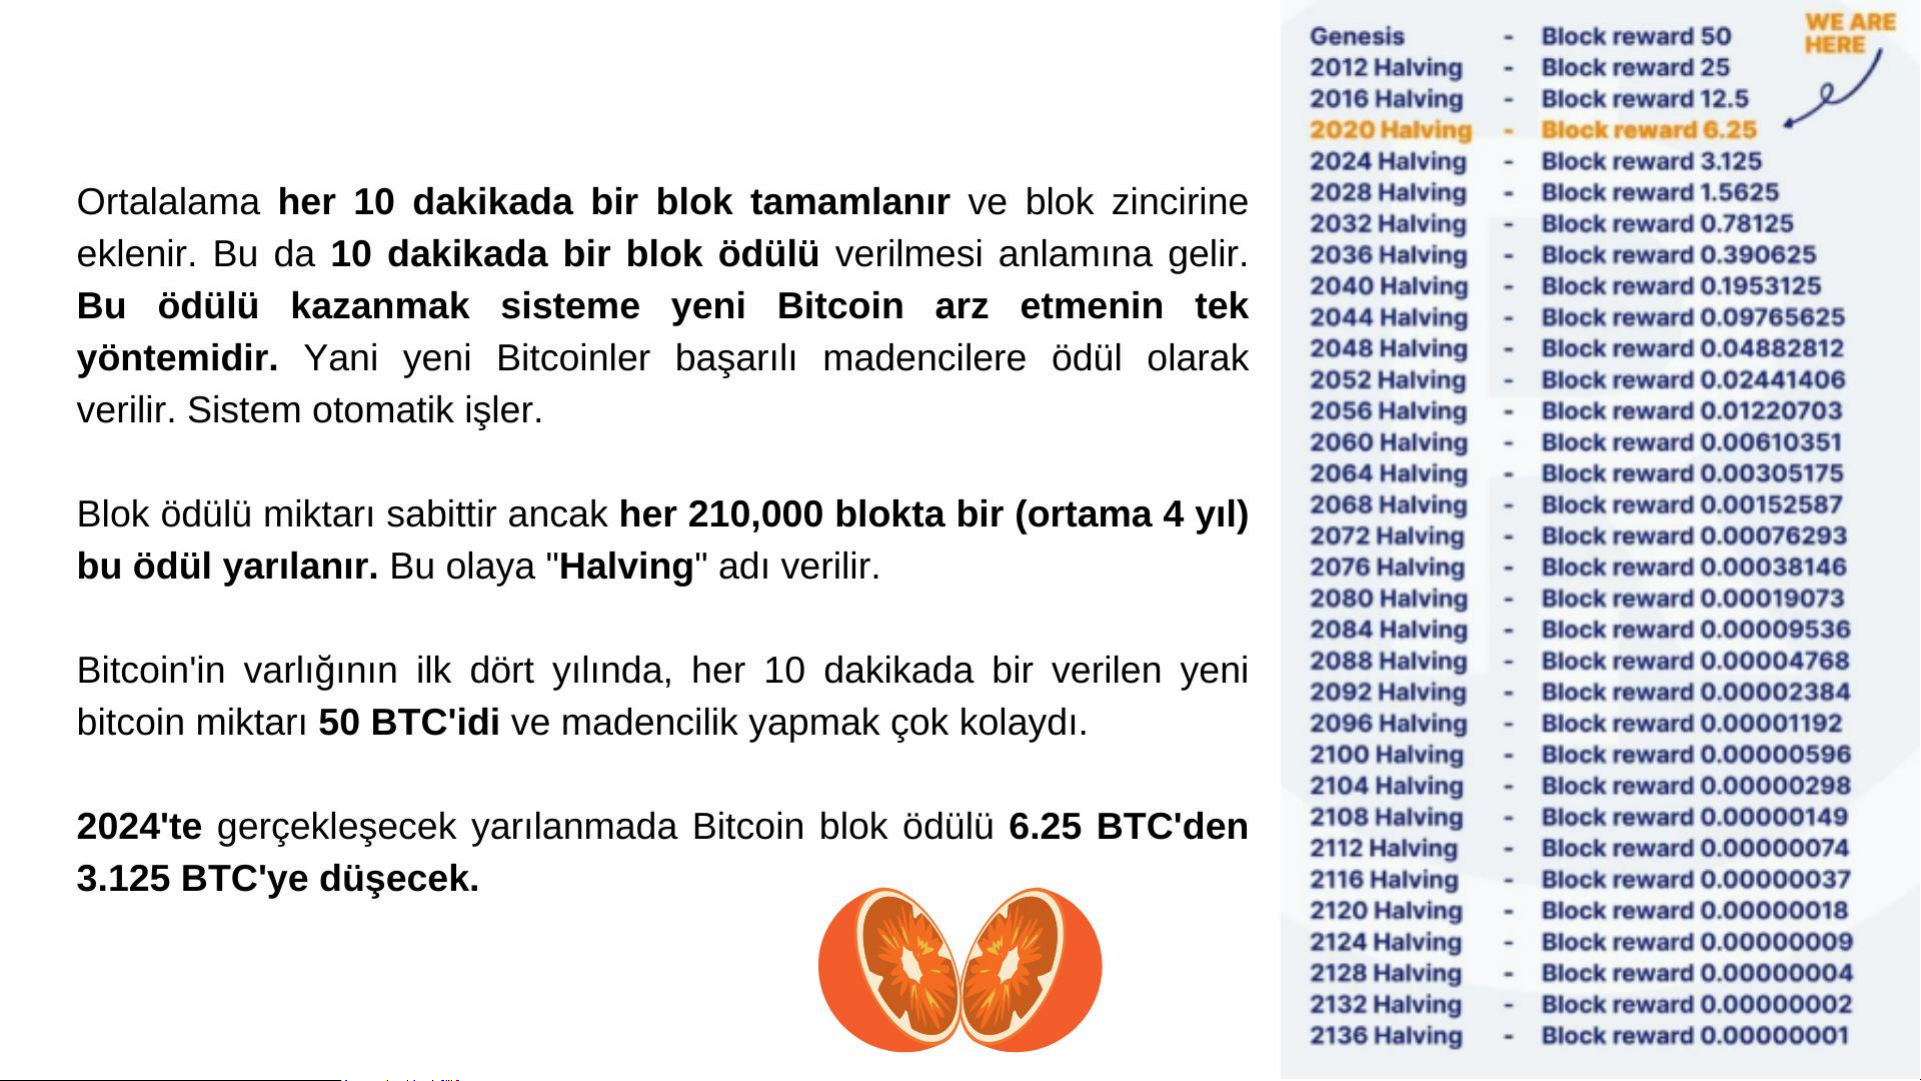 Ortalalama her 10 dakikada bir blok tamamlanır ve blok zincirine
eklenir. Bu da 10 dakikada bir blok ödülü verilmesi anlamına gelir.
Bu ödülü kazanmak sisteme yeni Bitcoin arz etmenin tek
yöntemidir. Yani yeni Bitcoinler başarılı madencilere ödül olarak
verilir. Sistem otomatik işler.
Blok ödülü miktarı sabittir ancak her 210,000 blokta bir (ortama 4 yıl)
bu ödül yarılanır. Bu olaya "Halving" adı verilir.
Bitcoin'in varlığının ilk dört yılında, her 10 dakikada bir verilen yeni
bitcoin miktarı 50 BTC'idi ve madencilik yapmak çok kolaydı.
2024'te gerçekleşecek yarılanmada Bitcoin blok ödülü 6.25 BTC'den
3.125 BTC'ye düşecek.
WE ARE
HERE
Genesis - Block reward 50
2012 Halving - Block reward 25
2016 Halving - Block reward 12.5
2020 Halving - Block reward 6.25
2024 Halving - Block reward 3.125
2028 Halving - Block reward 1.5625
2032 Halving - Block reward 0.78125
2036 Halving - Block reward 0.390625
2040 Halving - Block reward 0.1953125
2044 Halving - Block reward 0.09765625
2048 Halving - Block reward 0.04882812
2052 Halving - Block reward 0.02441406
2056 Halving - Block reward 0.01220703
2060 Halving - Block reward 0.00610351
2064 Halving - Block reward 0.00305175
2068 Halving - Block reward 0.00152587
2072 Halving - Block reward 0.00076293
2076 Halving - Block reward 0.00038146
2080 Halving - Block reward 0.00019073
2084 Halving - Block reward 0.00009536
2088 Halving - Block reward 0.00004768
2092 Halving - Block reward 0.00002384
2096 Halving - Block reward 0.00001192
2100 Halving - Block reward 0.00000596
2104 Halving - Block reward 0.00000298
2108 Halving - Block reward 0.00000149
2112 Halving - Block reward 0.00000074
2116 Halving - Block reward 0.00000037
2120 Halving - Block reward 0.00000018
2124 Halving - Block reward 0.00000009
2128 Halving - Block reward 0.00000004
2132 Halving - Block reward 0.00000002
2136 Halving - Block reward 0.00000001